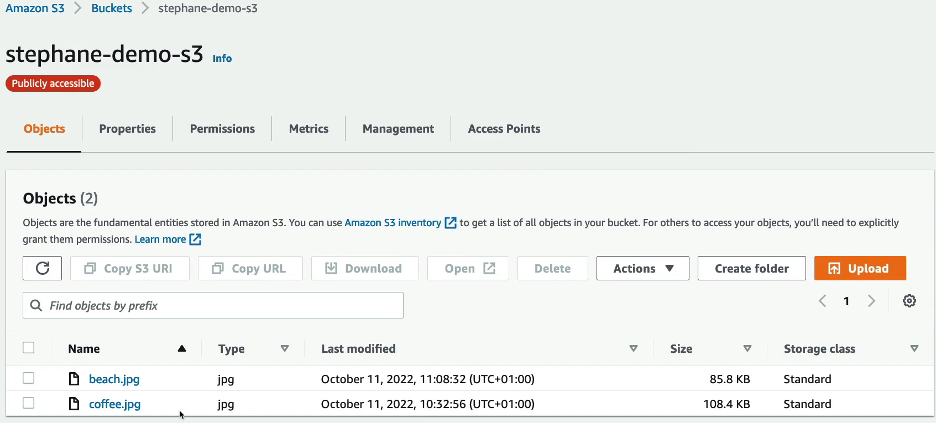 Amazon S3 > Buckets > stephane-demo-s3
stephane-demo-s3 Info
Publicly accessible
Objects Properties Permissions Metrics Management Access Points
Objects (2)
Objects are the fundamental entities stored in Amazon S3. You can use Amazon S3 inventory to get a list of all objects in your bucket. For others to access your objects, you'll need to explicitly
grant them permissions. Learn more
Copy S3 URI Copy URL Download Open Delete Actions Create folder Upload
Find objects by prefix
1
Name Type Last modified Size Storage class
beach.jpg jpg October 11, 2022, 11:08:32 (UTC+01:00) 85.8 KB Standard
coffee.jpg jpg October 11, 2022, 10:32:56 (UTC+01:00) 108.4 KB Standard